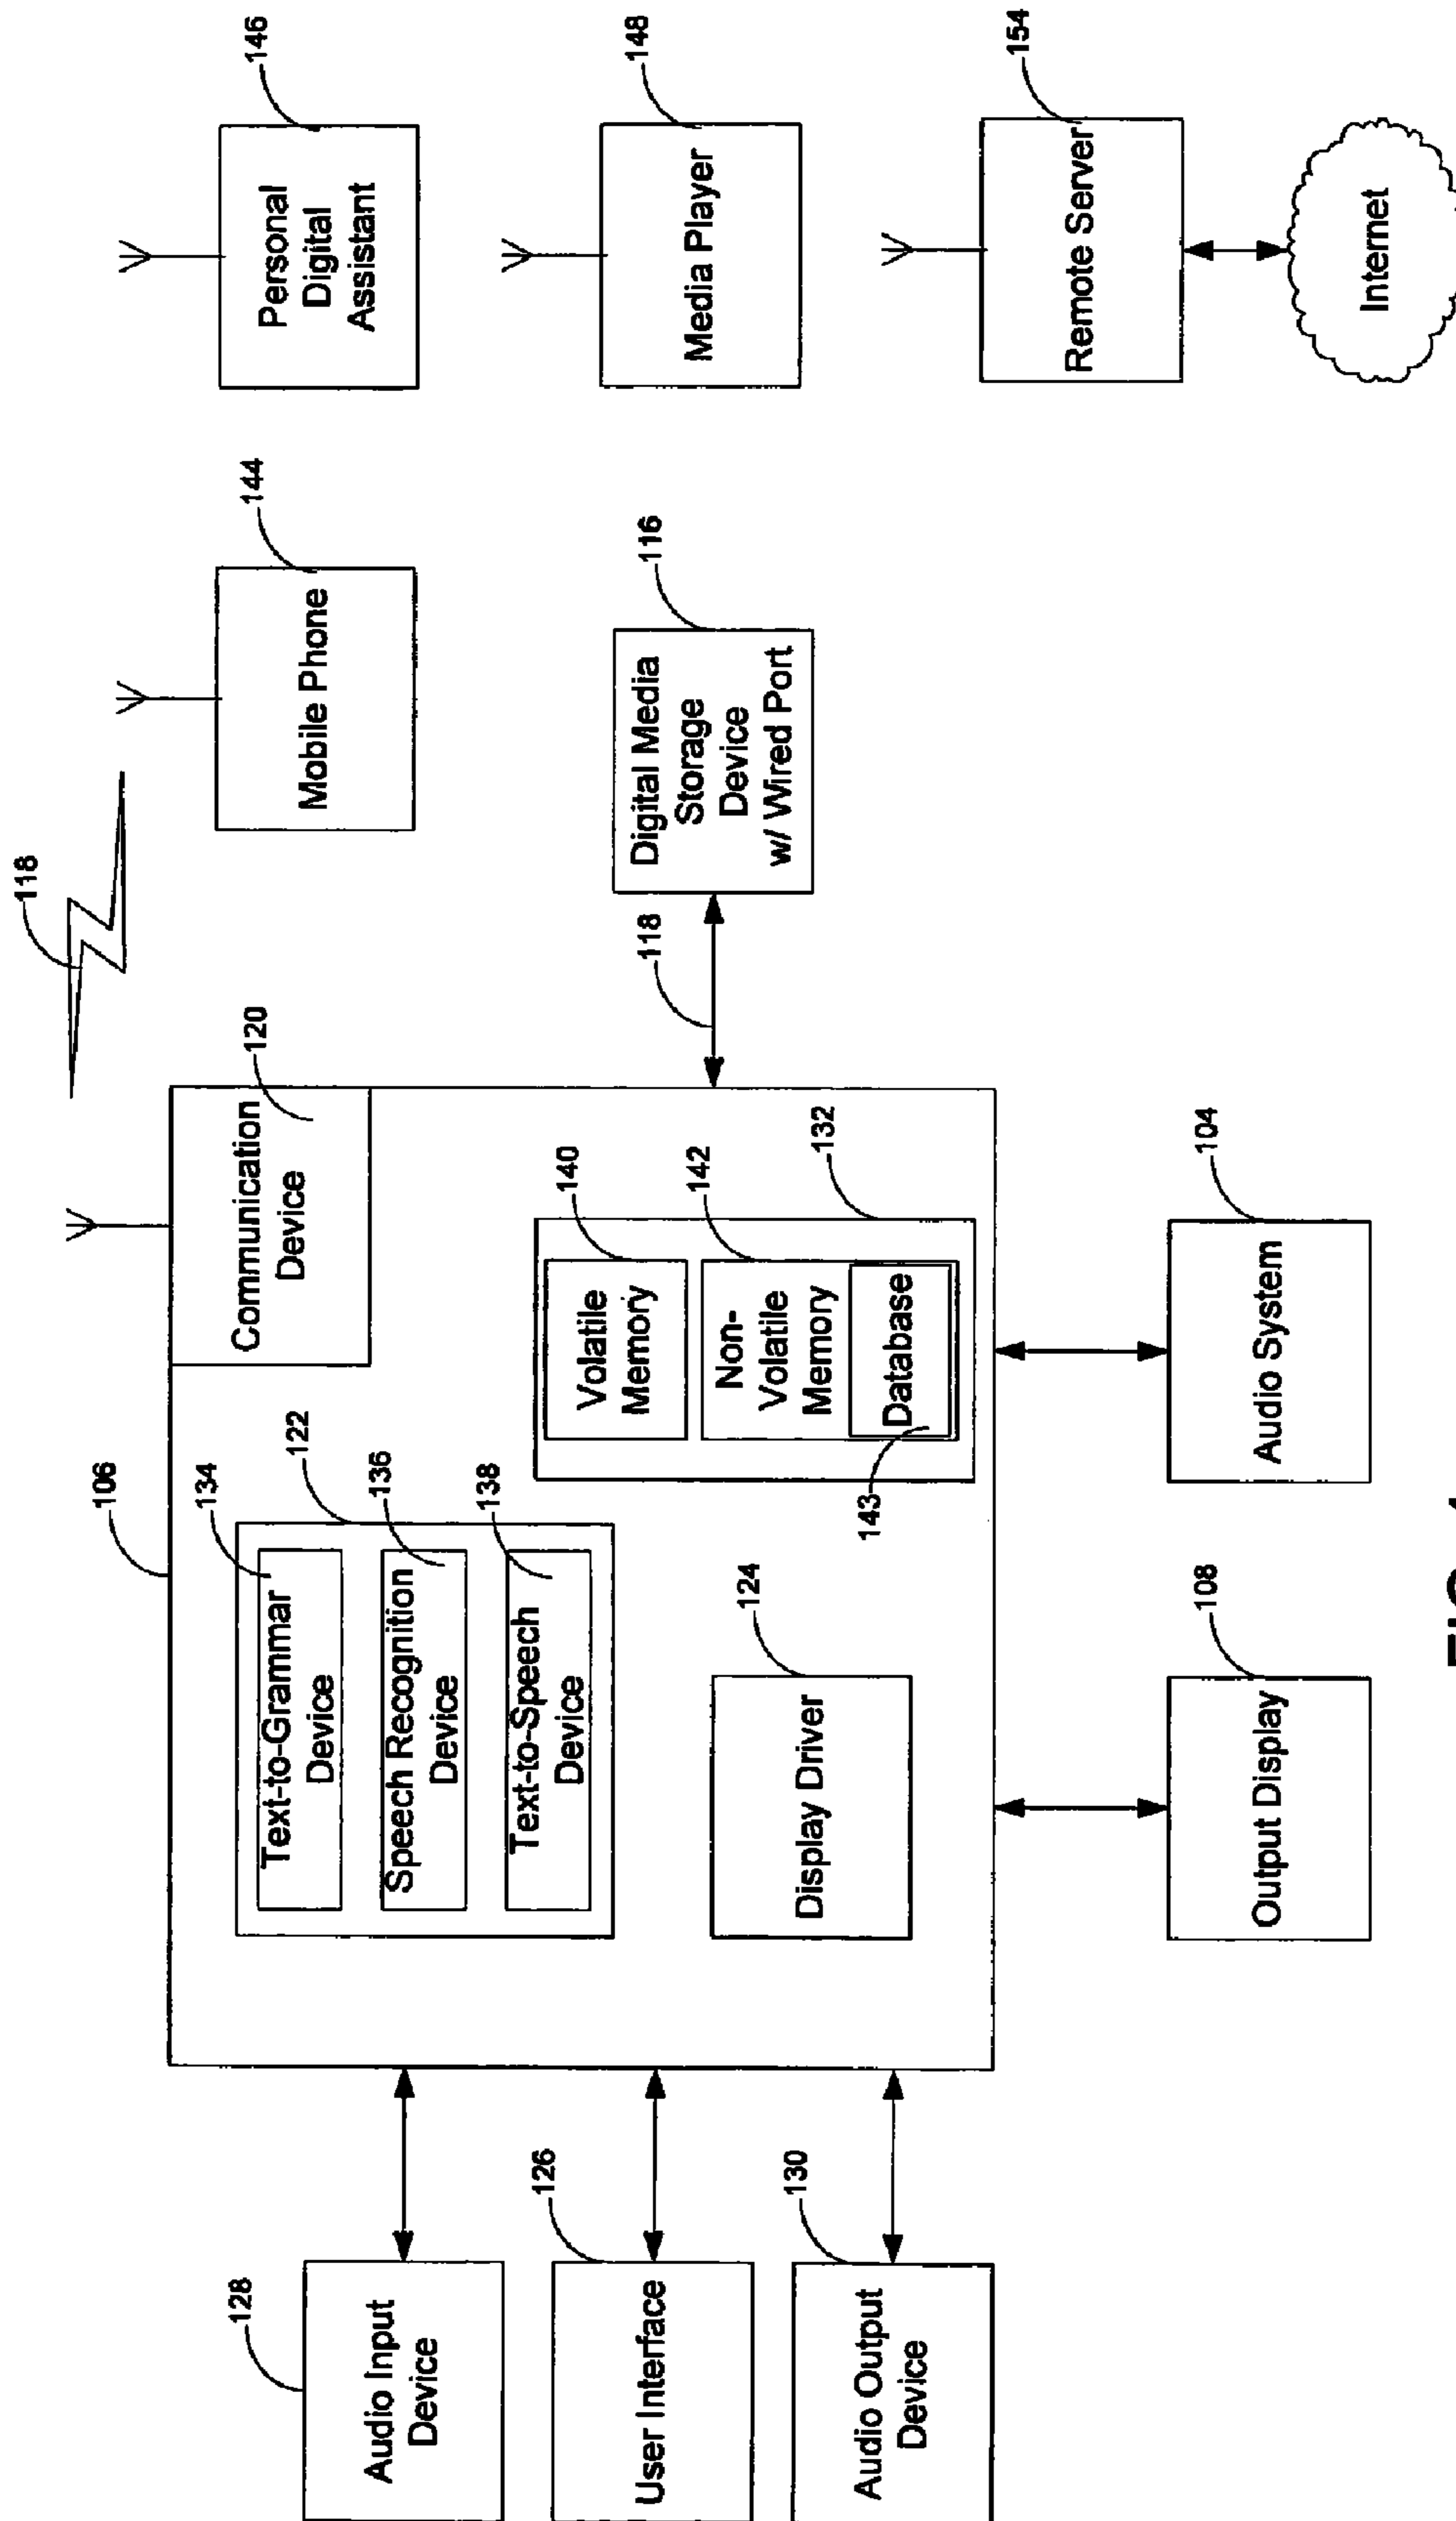 118
106
120
144
146
128
Audio Input
Device
134
122
Text-to-Grammar
Device
136
Speech Recognition
Device
138
Text-to-Speech
Device
Communication
Device
Mobile Phone
Personal
Digital
Assistant
126
User Interface
130
Audio Output
Device
124
Display Driver
140
Volatile
Memory
142
Non-
Volatile
Memory
132
Database
143
118
116
Digital Media
Storage
Device
w/ Wired Port
148
Media Player
154
Remote Server
108
Output Display
104
Audio System
Internet
FIG